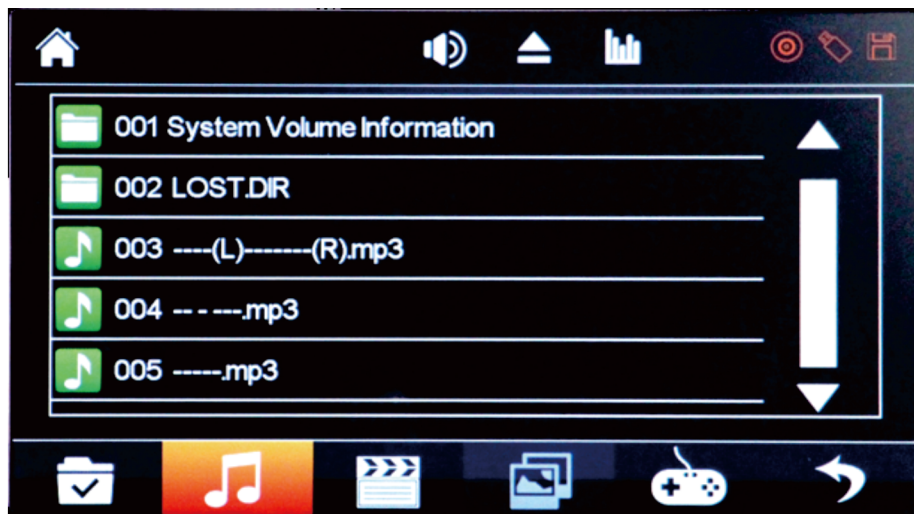 001 System Volume Information
002 LOST.DIR
003 ----(L)-------(R).mp3
004 -- - ---.mp3
005 -----.mp3